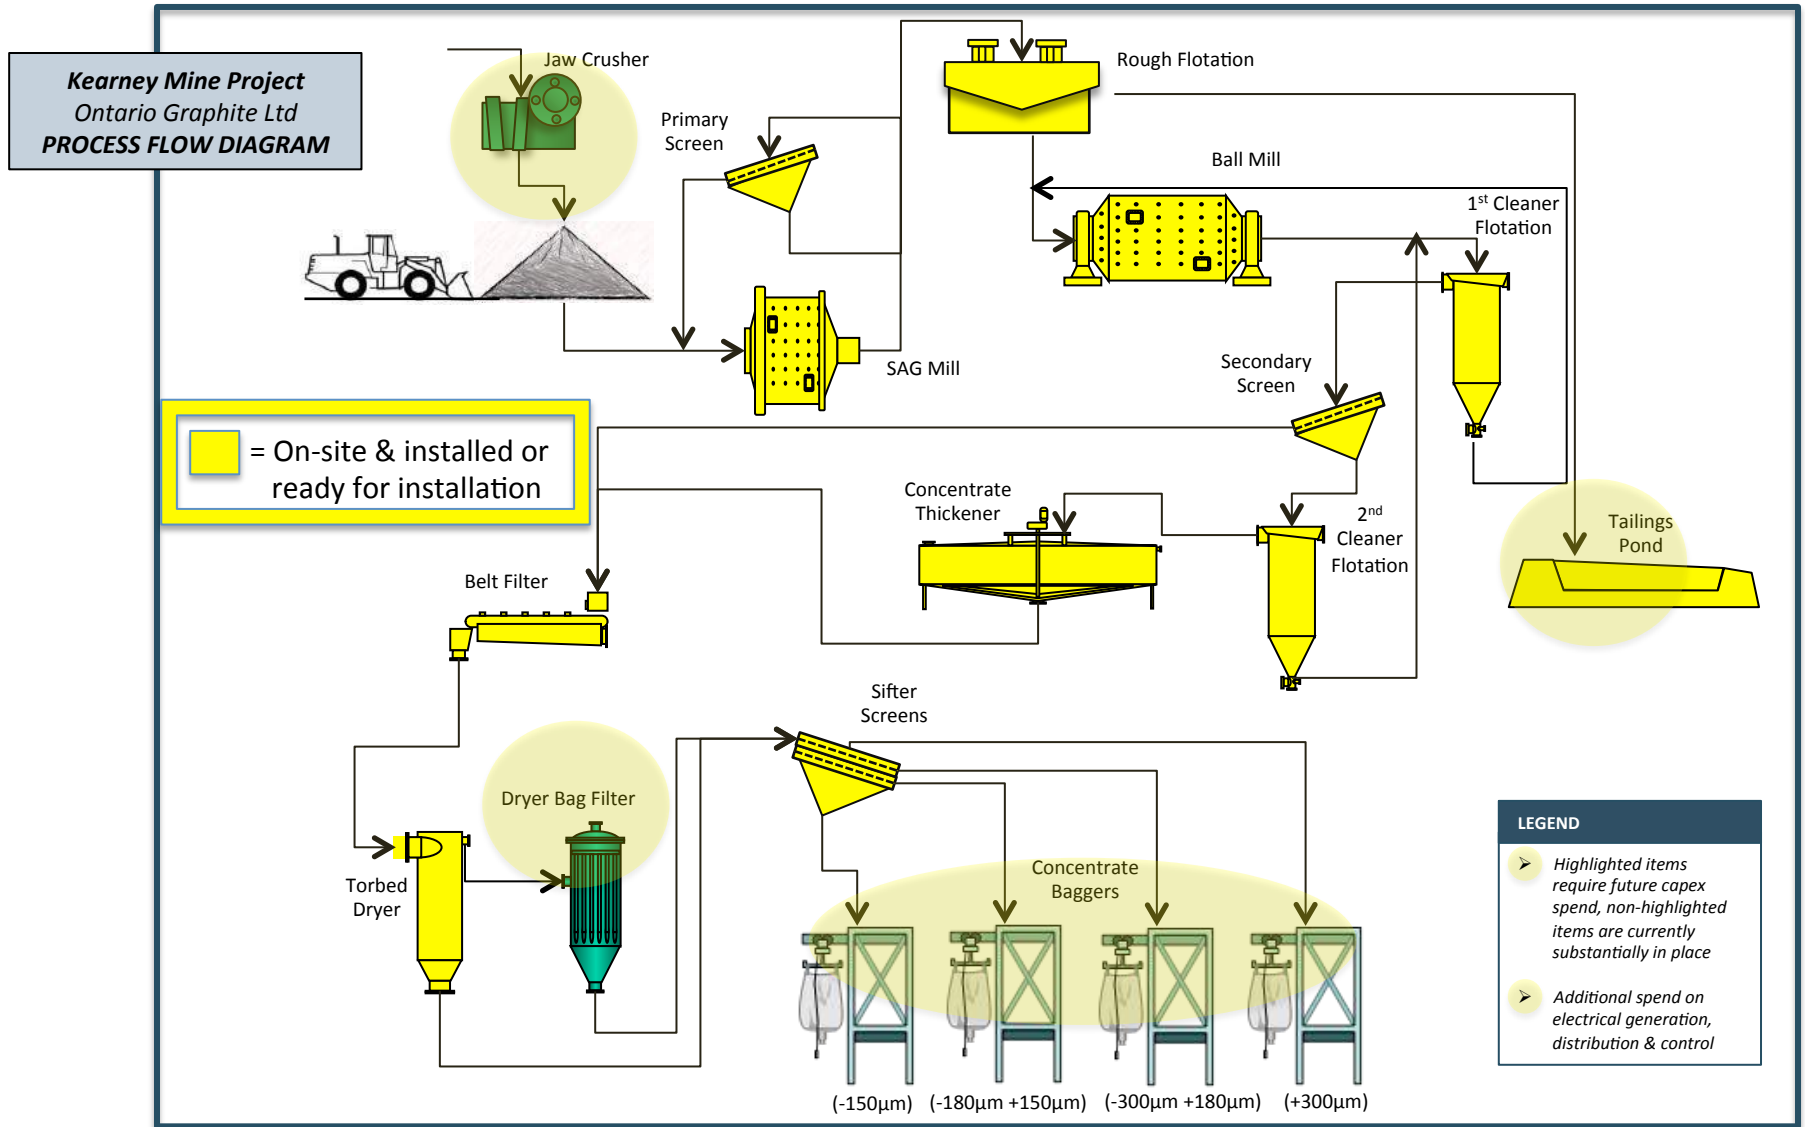 Kearney Mine Project
Ontario Graphite Ltd
PROCESS FLOW DIAGRAM
Jaw Crusher
Primary
Screen
Rough Flotation
Ball Mill
1st Cleaner
Flotation
SAG Mill
Secondary
Screen
= On-site & installed or
ready for installation
Concentrate
Thickener
2nd
Cleaner
Flotation
Tailings
Pond
Belt Filter
Sifter
Screens
Dryer Bag Filter
Torbed
Dryer
Concentrate
Baggers
(-150μm)
(-180μm +150μm)
(-300μm +180μm)
(+300μm)
LEGEND
➢ Highlighted items
require future capex
spend, non-highlighted
items are currently
substantially in place
➢ Additional spend on
electrical generation,
distribution & control